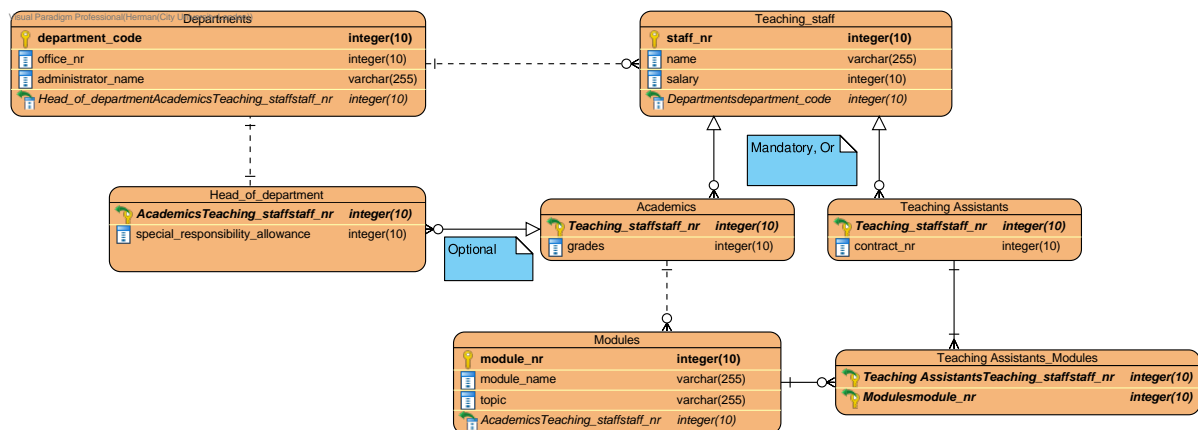 Visual Paradigm Professional(Herman(City University London))
Departments
department_code integer(10)
office_nr integer(10)
administrator_name varchar(255)
Head_of_departmentAcademicsTeaching_staffstaff_nr integer(10)
Teaching_staff
staff_nr integer(10)
name varchar(255)
salary integer(10)
Departmentsdepartment_code integer(10)
Mandatory, Or
Head_of_department
AcademicsTeaching_staffstaff_nr integer(10)
special_responsibility_allowance integer(10)
Optional
Academics
Teaching_staffstaff_nr integer(10)
grades integer(10)
Teaching Assistants
Teaching_staffstaff_nr integer(10)
contract_nr integer(10)
Modules
module_nr integer(10)
module_name varchar(255)
topic varchar(255)
AcademicsTeaching_staffstaff_nr integer(10)
Teaching Assistants_Modules
Teaching AssistantsTeaching_staffstaff_nr integer(10)
Modulesmodule_nr integer(10)